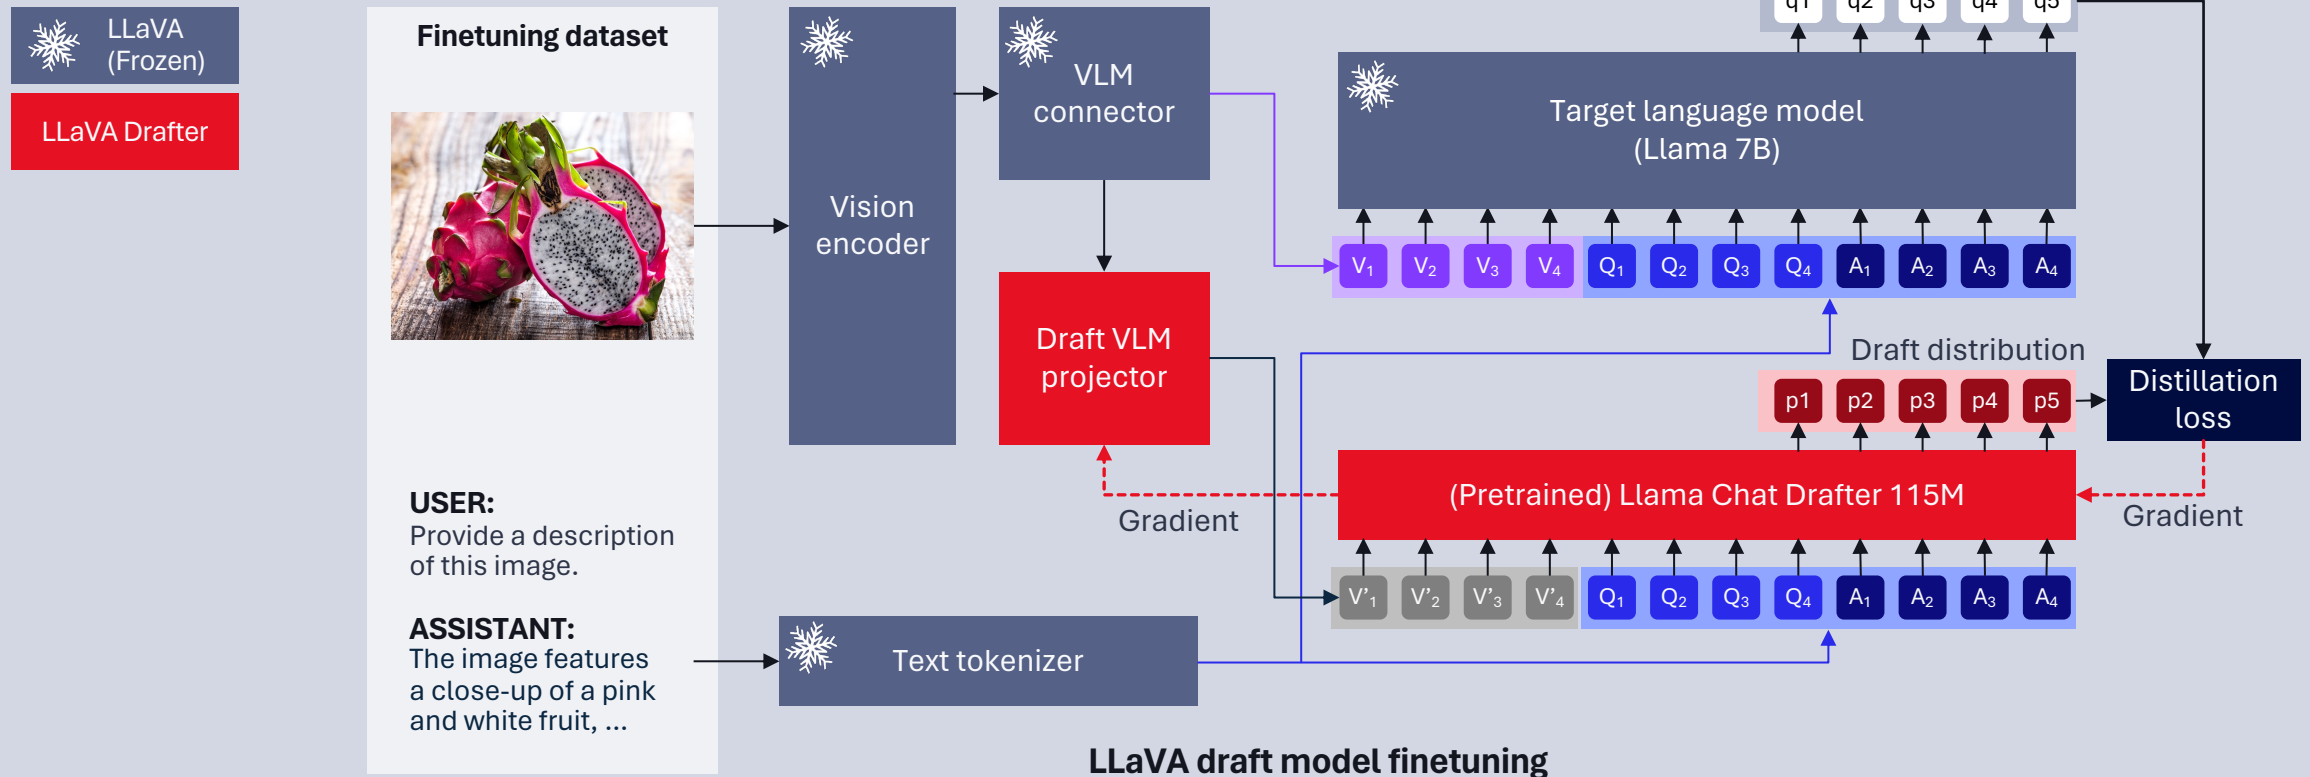 LLaVA
(Frozen)
LLaVA Drafter
Finetuning dataset
USER:
Provide a description
of this image.
ASSISTANT:
The image features
a close-up of a pink
and white fruit, ...
Vision
encoder
VLM
connector
Draft VLM
projector
Gradient
Text tokenizer
q1 q2 q3 q4 q5
Target language model
(Llama 7B)
V₁ V₂ V₃ V₄ Q₁ Q₂ Q₃ Q₄ A₁ A₂ A₃ A₄
Draft distribution
p1 p2 p3 p4 p5
Distillation
loss
(Pretrained) Llama Chat Drafter 115M
Gradient
V'₁ V'₂ V'₃ V'₄ Q₁ Q₂ Q₃ Q₄ A₁ A₂ A₃ A₄
LLaVA draft model finetuning